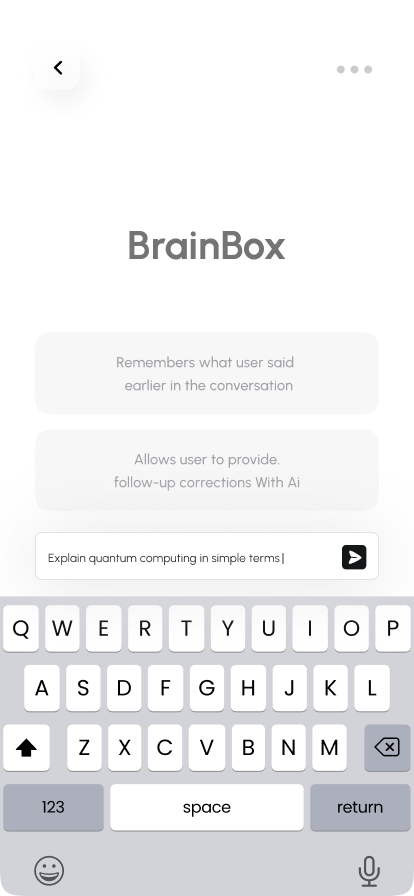 BrainBox
Remembers what user said
earlier in the conversation
Allows user to provide.
follow-up corrections With Ai
Explain quantum computing in simple terms
Q W E R T Y U I O P
A S D F G H J K L
Z X C V B N M
123 space return